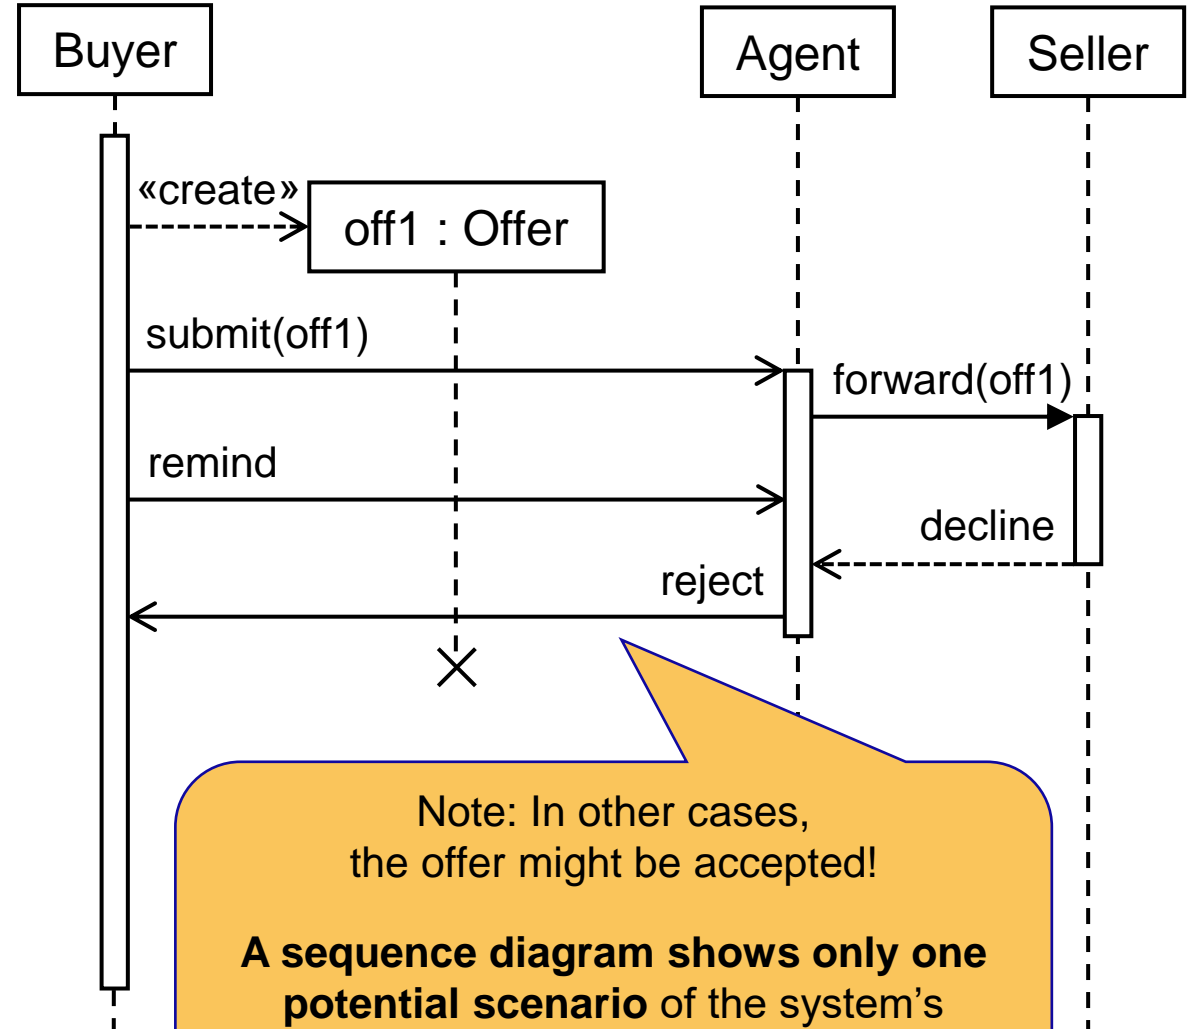 Buyer
Agent
Seller
«create»
off1 : Offer
submit(off1)
forward(off1)
remind
decline
reject
Note: In other cases,
the offer might be accepted!
A sequence diagram shows only one
potential scenario of the system's